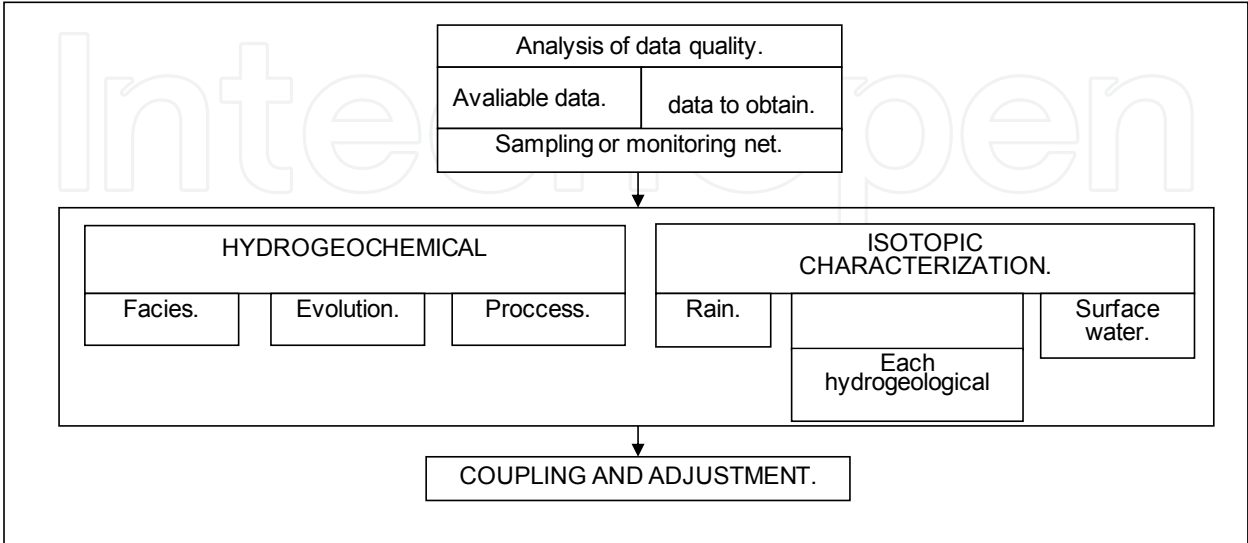 IntechOpen
Analysis of data quality.
Avaliable data.
data to obtain.
Sampling or monitoring net.
HYDROGEOCHEMICAL
ISOTOPIC
CHARACTERIZATION.
Facies.
Evolution.
Proccess.
Rain.
Surface
water.
Each
hydrogeological
COUPLING AND ADJUSTMENT.